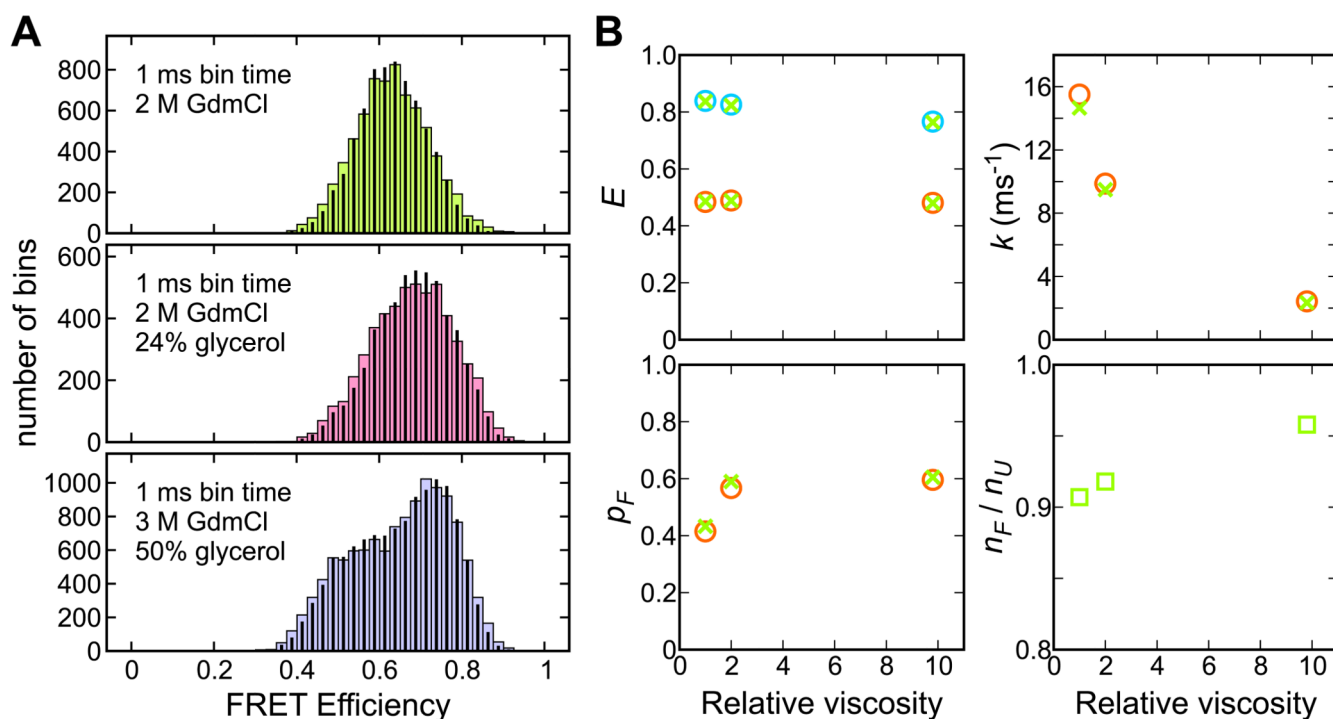 A
1 ms bin time
2 M GdmCl
800
600
400
200
0
1 ms bin time
2 M GdmCl
24% glycerol
600
400
200
0
1 ms bin time
3 M GdmCl
50% glycerol
1000
800
600
400
200
0
number of bins
0 0.2 0.4 0.6 0.8 1
FRET Efficiency
B
1.0
0.8
0.6
0.4
0.2
0
E
16
12
8
4
0
k (ms⁻¹)
1.0
0.8
0.6
0.4
0.2
0
p_F
0 2 4 6 8 10
Relative viscosity
1.0
0.9
0.8
n_F / n_U
0 2 4 6 8 10
Relative viscosity